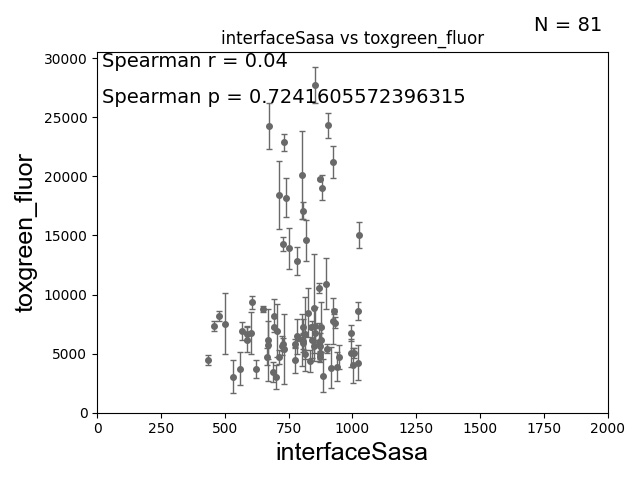 N = 81
interfaceSasa vs toxgreen_fluor
Spearman r = 0.04
Spearman p = 0.7241605572396315
30000
25000
20000
15000
10000
5000
0
toxgreen_fluor
0 250 500 750 1000 1250 1500 1750 2000
interfaceSasa